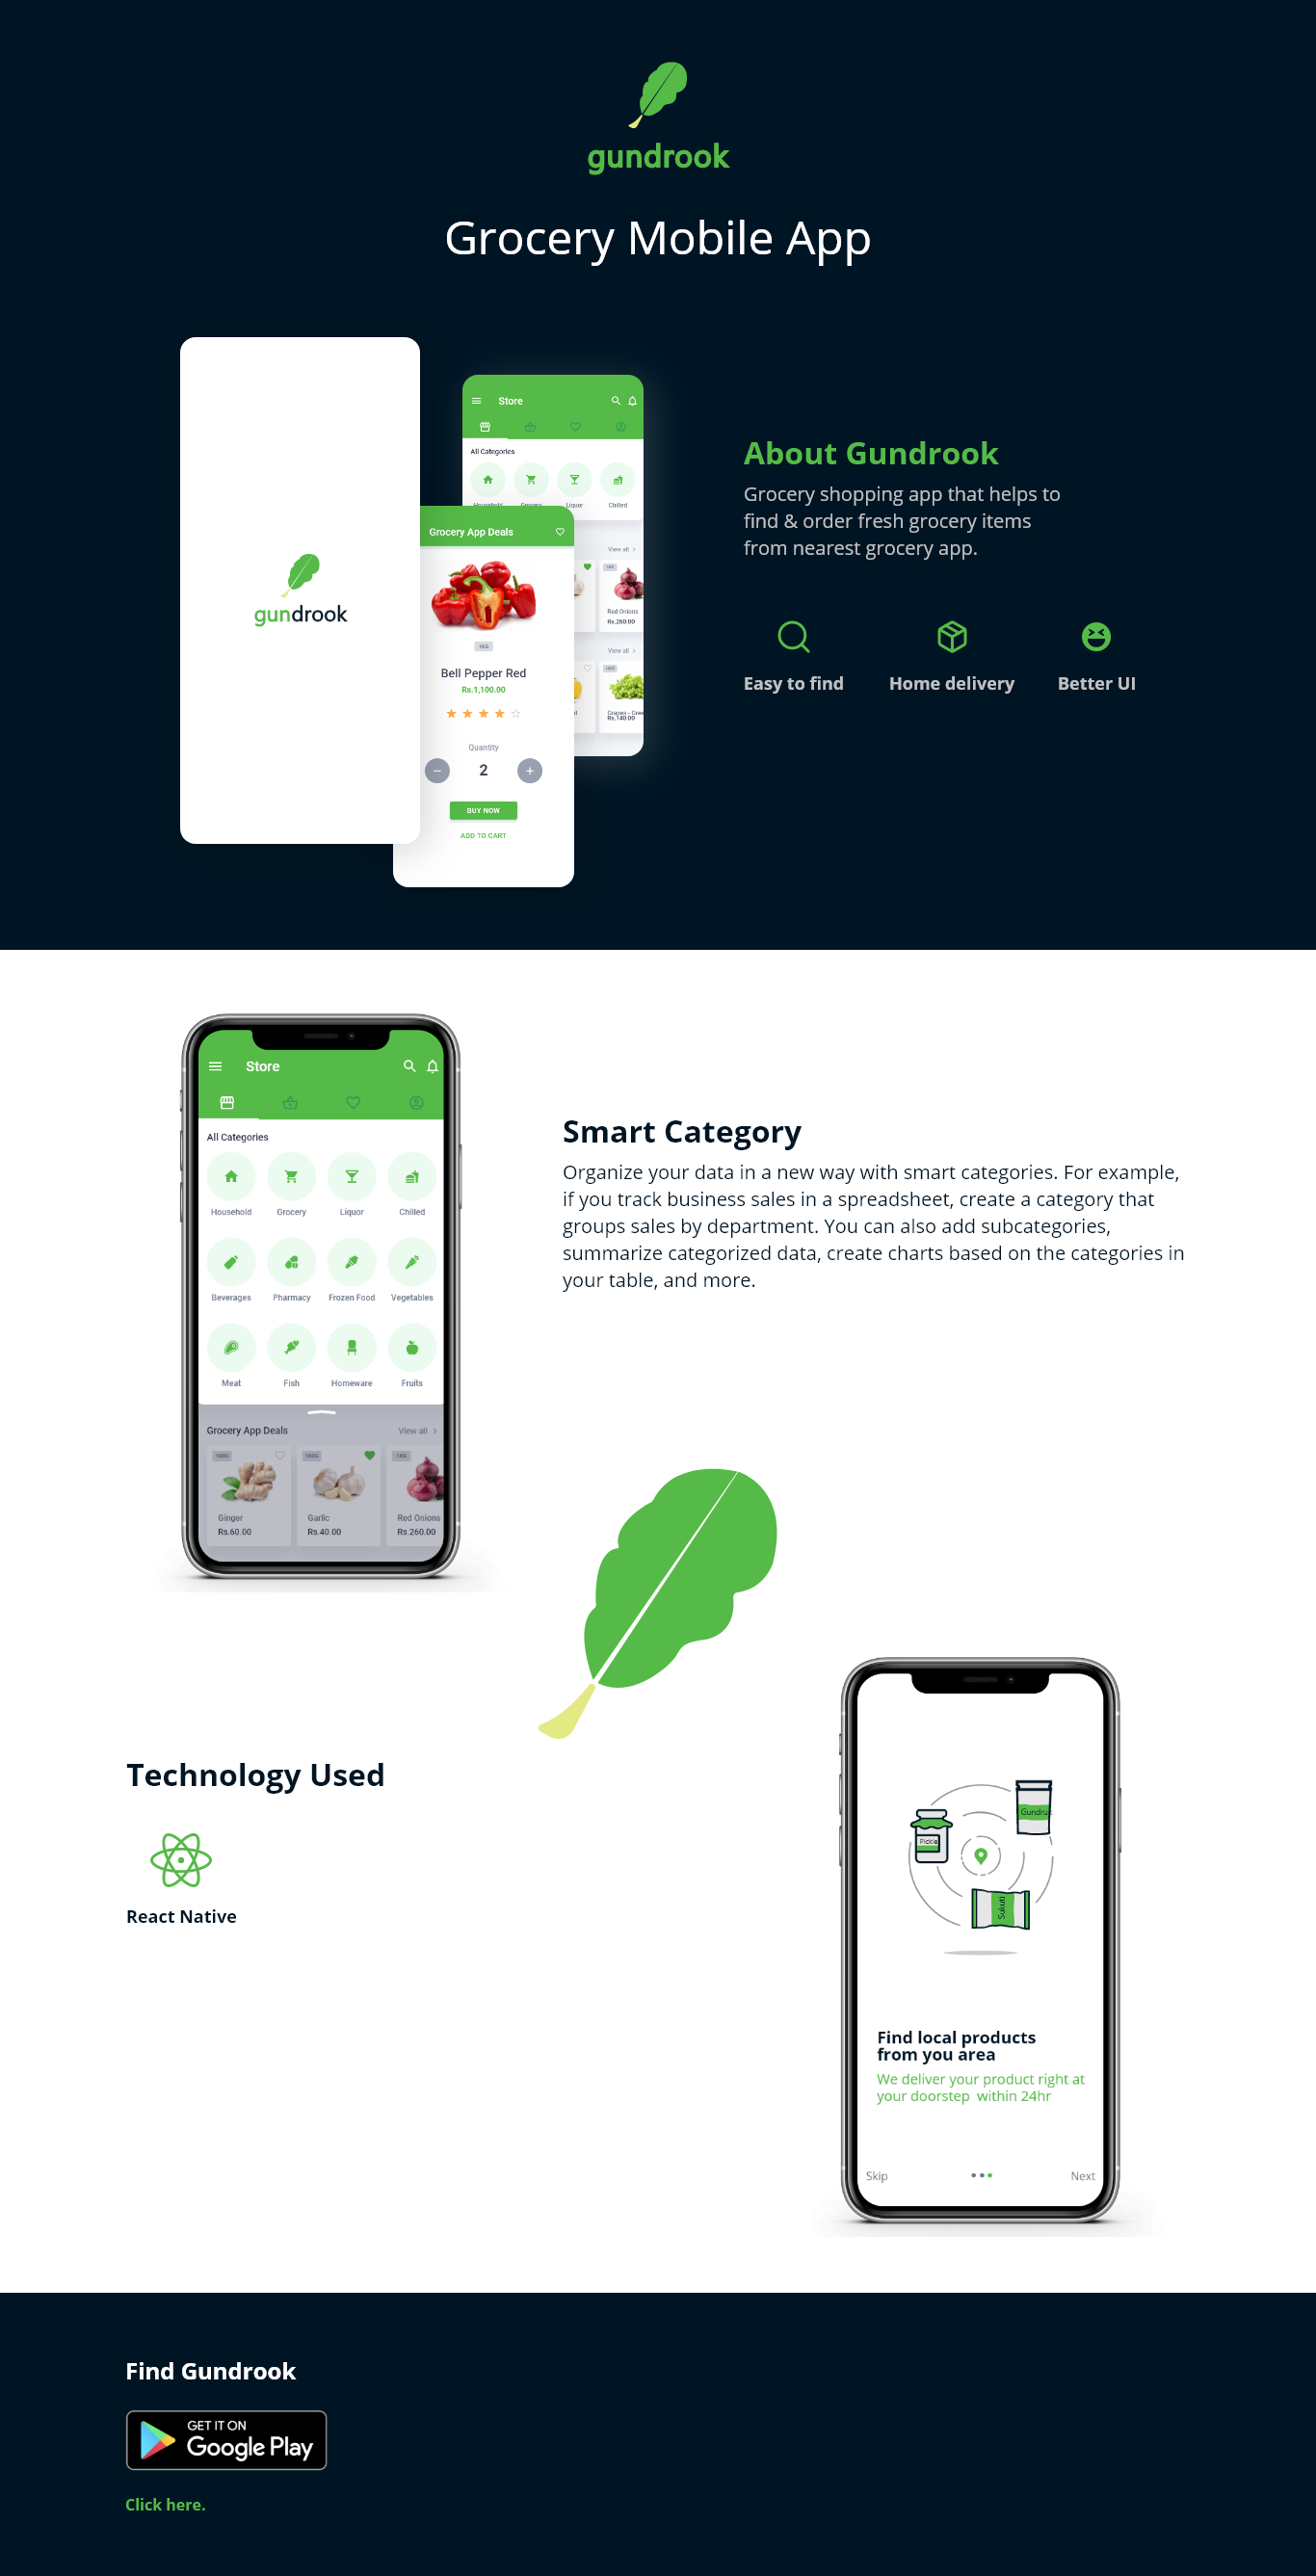 gundrook
Grocery Mobile App
gundrook
Store
All Categories
Household
Grocery
Liquor
Chilled
View all
1KG
Red Onions
Rs.260.00
View all
Grapes - Gree
Rs.140.00
Grocery App Deals
1KG
Bell Pepper Red
Rs.1,100.00
Quantity
2
BUY NOW
ADD TO CART
About Gundrook
Grocery shopping app that helps to
find & order fresh grocery items
from nearest grocery app.
Easy to find
Home delivery
Better UI
Store
All Categories
Household
Grocery
Liquor
Chilled
Beverages
Pharmacy
Frozen Food
Vegetables
Meat
Fish
Homeware
Fruits
Grocery App Deals
View all
100G
100G
1KG
Ginger
Rs.60.00
Garlic
Rs.40.00
Red Onions
Rs.260.00
Smart Category
Organize your data in a new way with smart categories. For example,
if you track business sales in a spreadsheet, create a category that
groups sales by department. You can also add subcategories,
summarize categorized data, create charts based on the categories in
your table, and more.
Technology Used
React Native
Gundruk
Pickle
Sukuti
Find local products
from you area
We deliver your product right at
your doorstep within 24hr
Skip
Next
Find Gundrook
GET IT ON
Google Play
Click here.